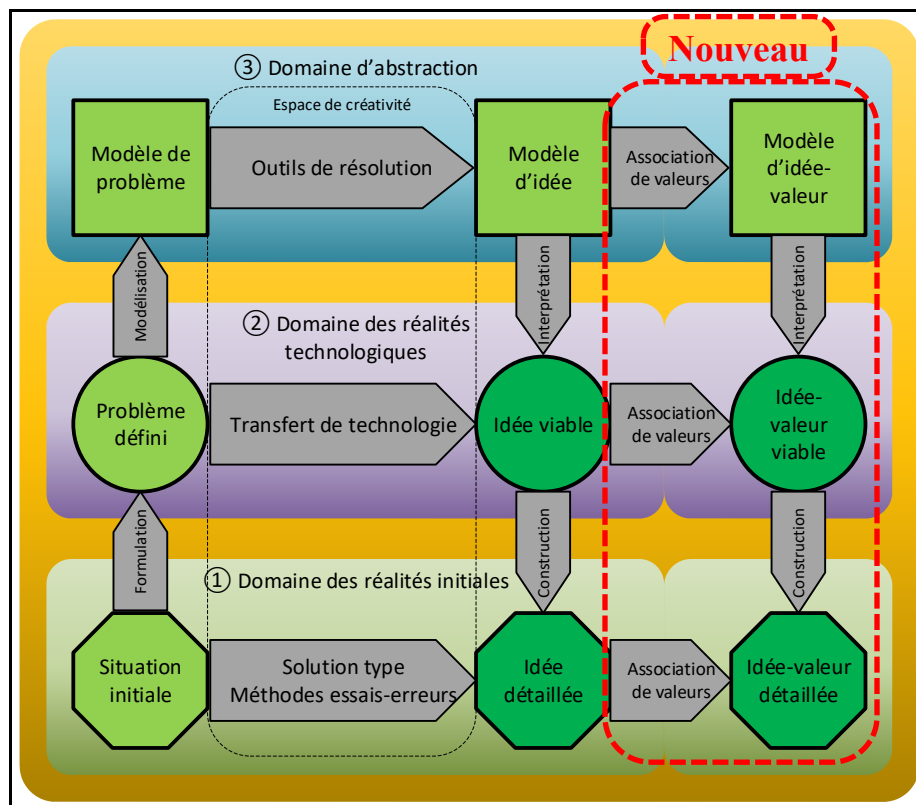 Nouveau
③ Domaine d'abstraction
Espace de créativité
Modèle de
problème
Outils de résolution
Modèle
d'idée
Association
de valeurs
Modèle
d'idée-
valeur
Modélisation
Interprétation
Interprétation
② Domaine des réalités
technologiques
Problème
défini
Transfert de technologie
Idée viable
Association
de valeurs
Idée-
valeur
viable
Formulation
Construction
Construction
① Domaine des réalités initiales
Situation
initiale
Solution type
Méthodes essais-erreurs
Idée
détaillée
Association
de valeurs
Idée-valeur
détaillée